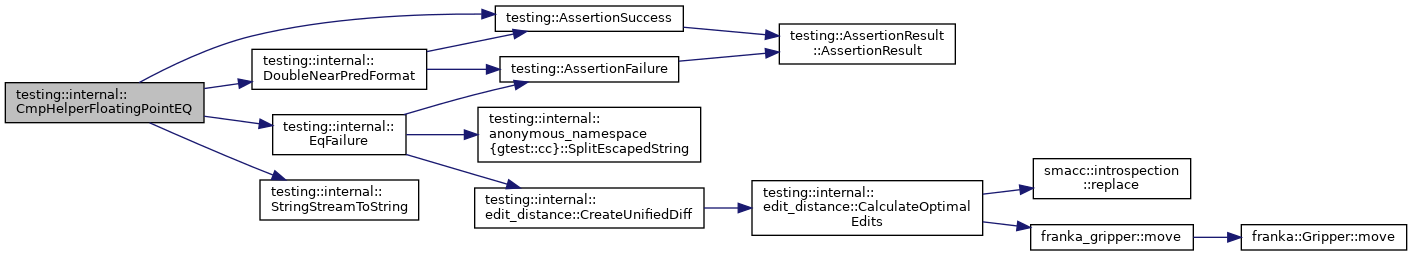 testing::internal::
CmpHelperFloatingPointEQ
testing::AssertionSuccess
testing::internal::
DoubleNearPredFormat
testing::AssertionFailure
testing::AssertionResult
::AssertionResult
testing::internal::
EqFailure
testing::internal::
anonymous_namespace
{gtest::cc}::SplitEscapedString
testing::internal::
StringStreamToString
testing::internal::
edit_distance::CreateUnifiedDiff
testing::internal::
edit_distance::CalculateOptimal
Edits
smacc::introspection
::replace
franka_gripper::move
franka::Gripper::move